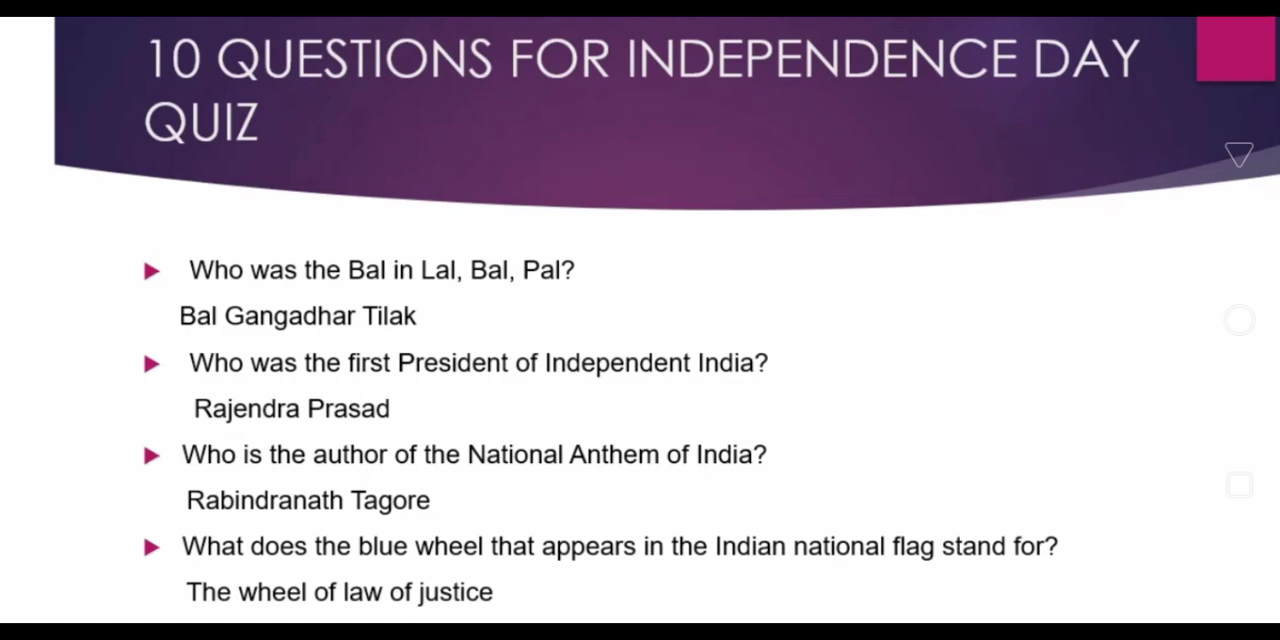 10 QUESTIONS FOR INDEPENDENCE DAY
QUIZ
Who was the Bal in Lal, Bal, Pal?
Bal Gangadhar Tilak
Who was the first President of Independent India?
Rajendra Prasad
Who is the author of the National Anthem of India?
Rabindranath Tagore
What does the blue wheel that appears in the Indian national flag stand for?
The wheel of law of justice